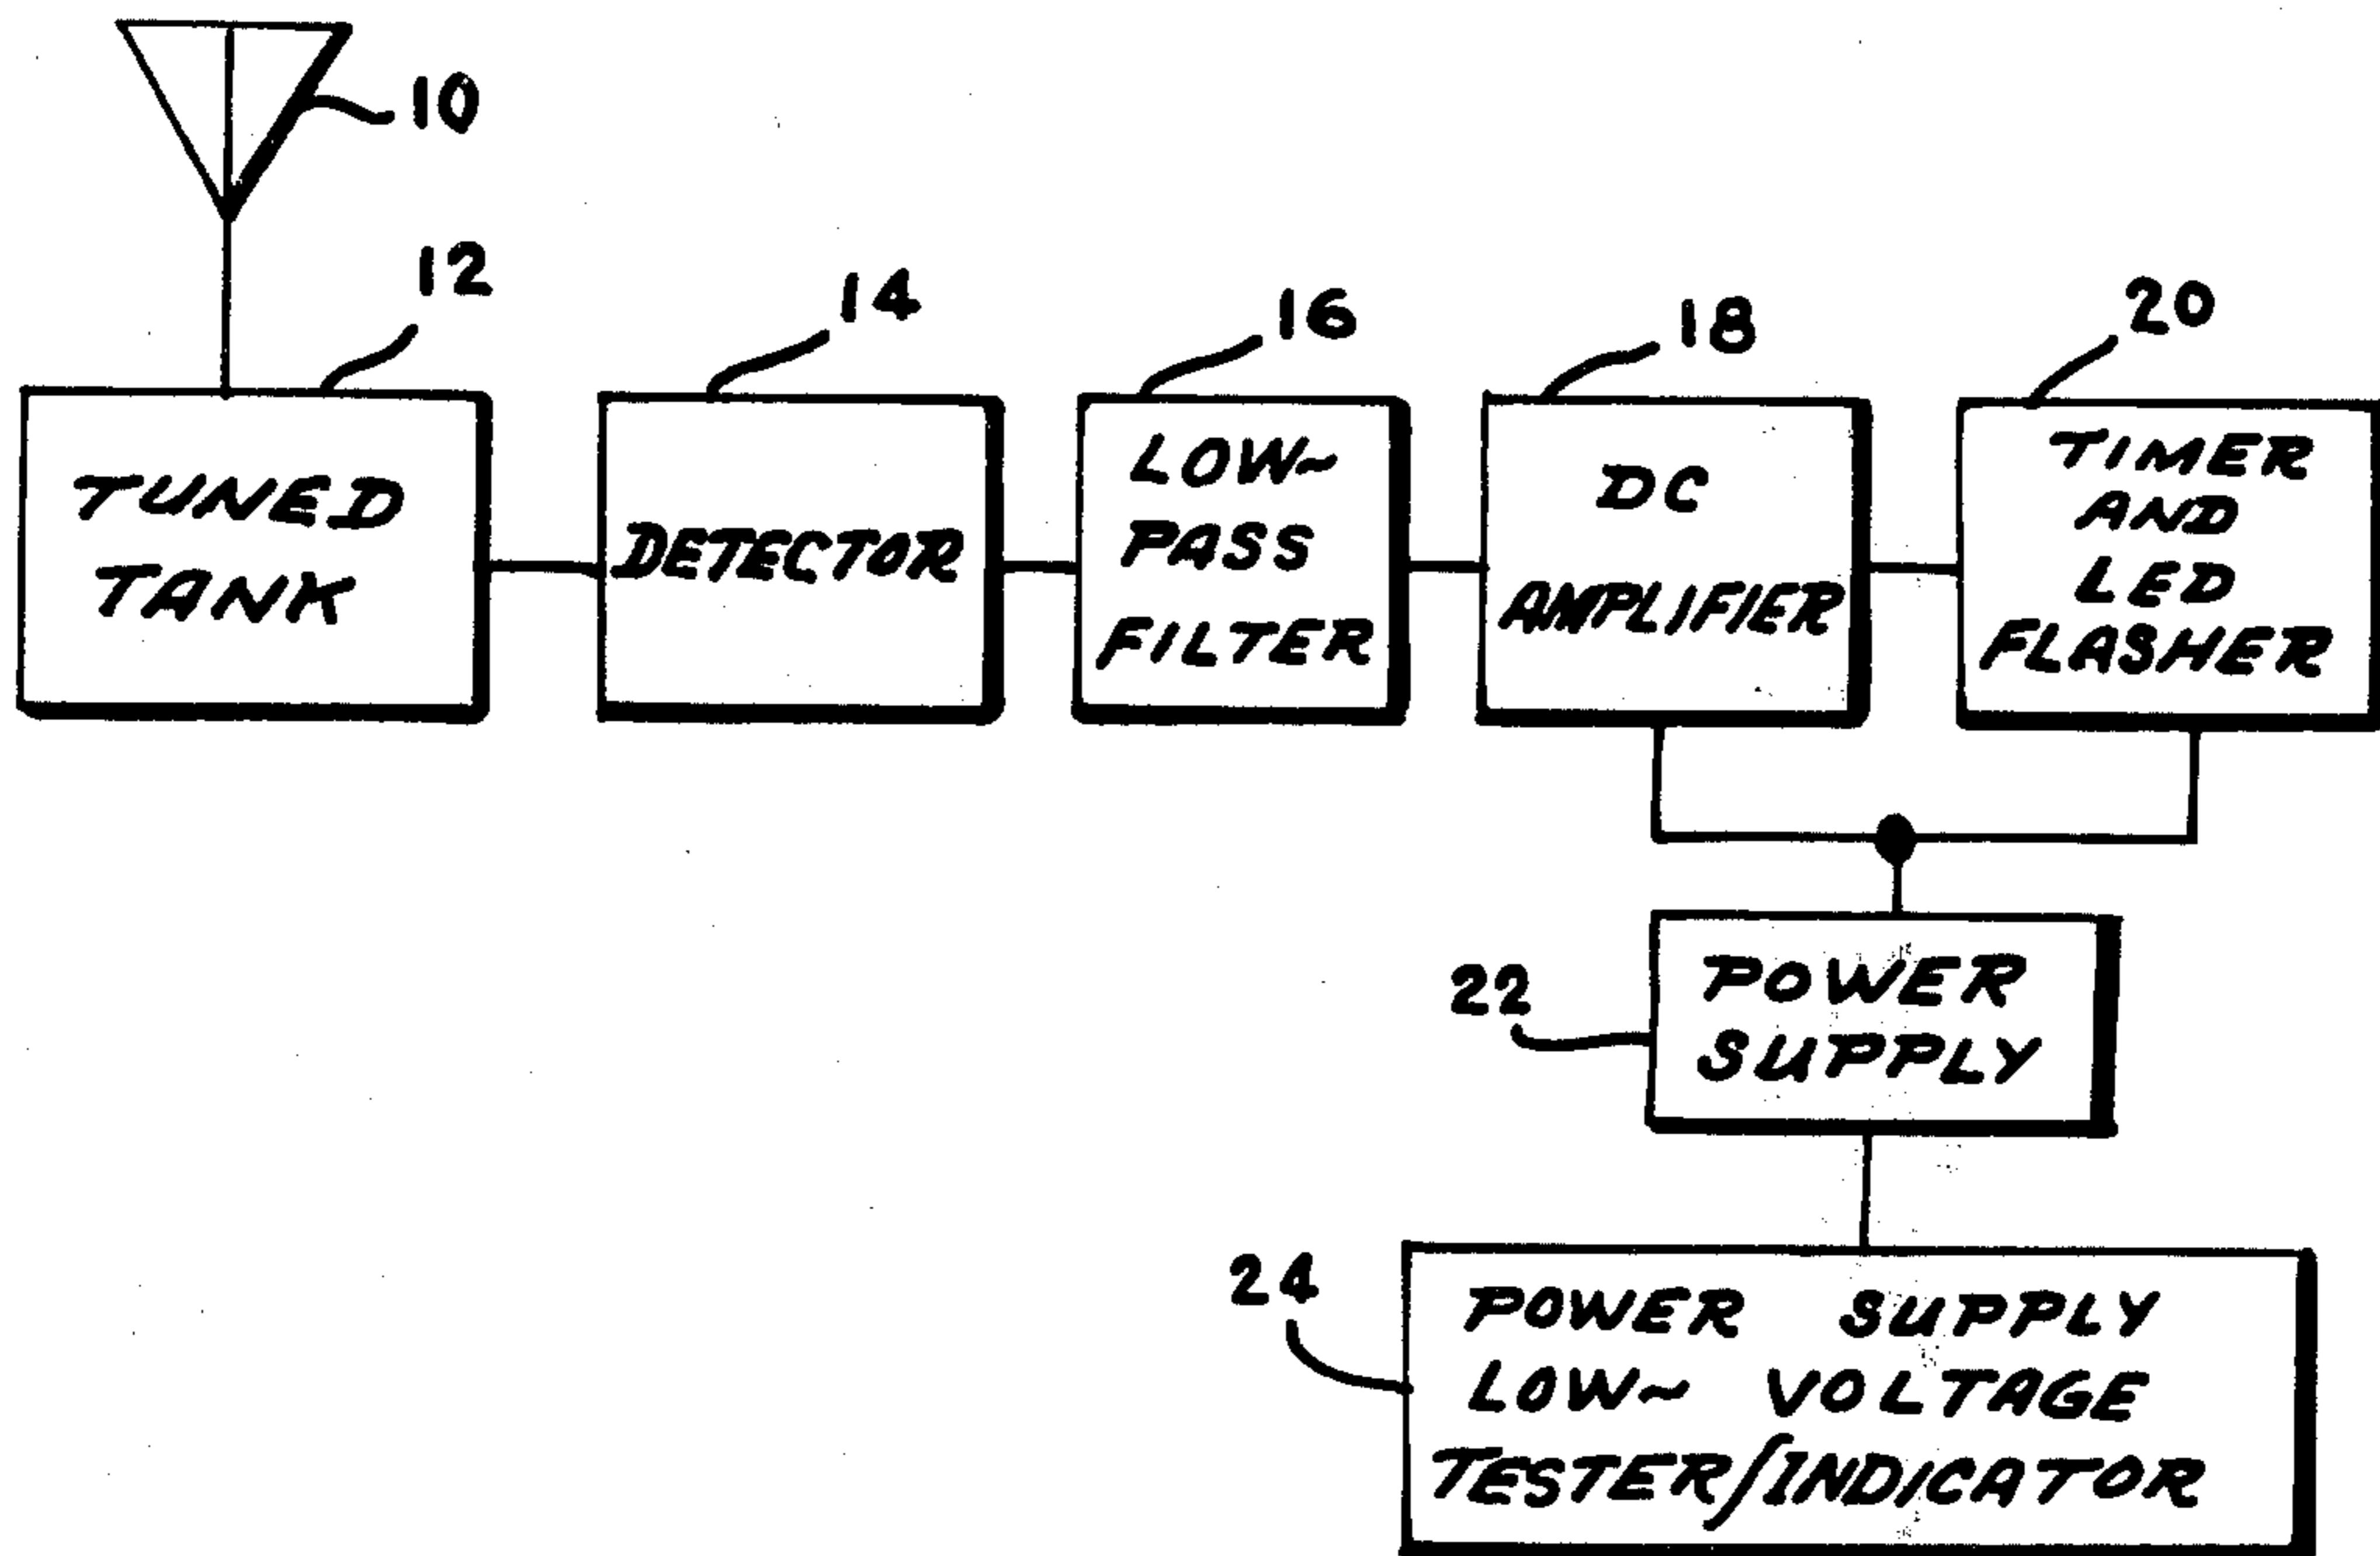 10
12
14
16
18
20
TUNED
TANK
DETECTOR
LOW~
PASS
FILTER
DC
AMPLIFIER
TIMER
AND
LED
FLASHER
22
POWER
SUPPLY
24
POWER SUPPLY
LOW~ VOLTAGE
TESTER/INDICATOR